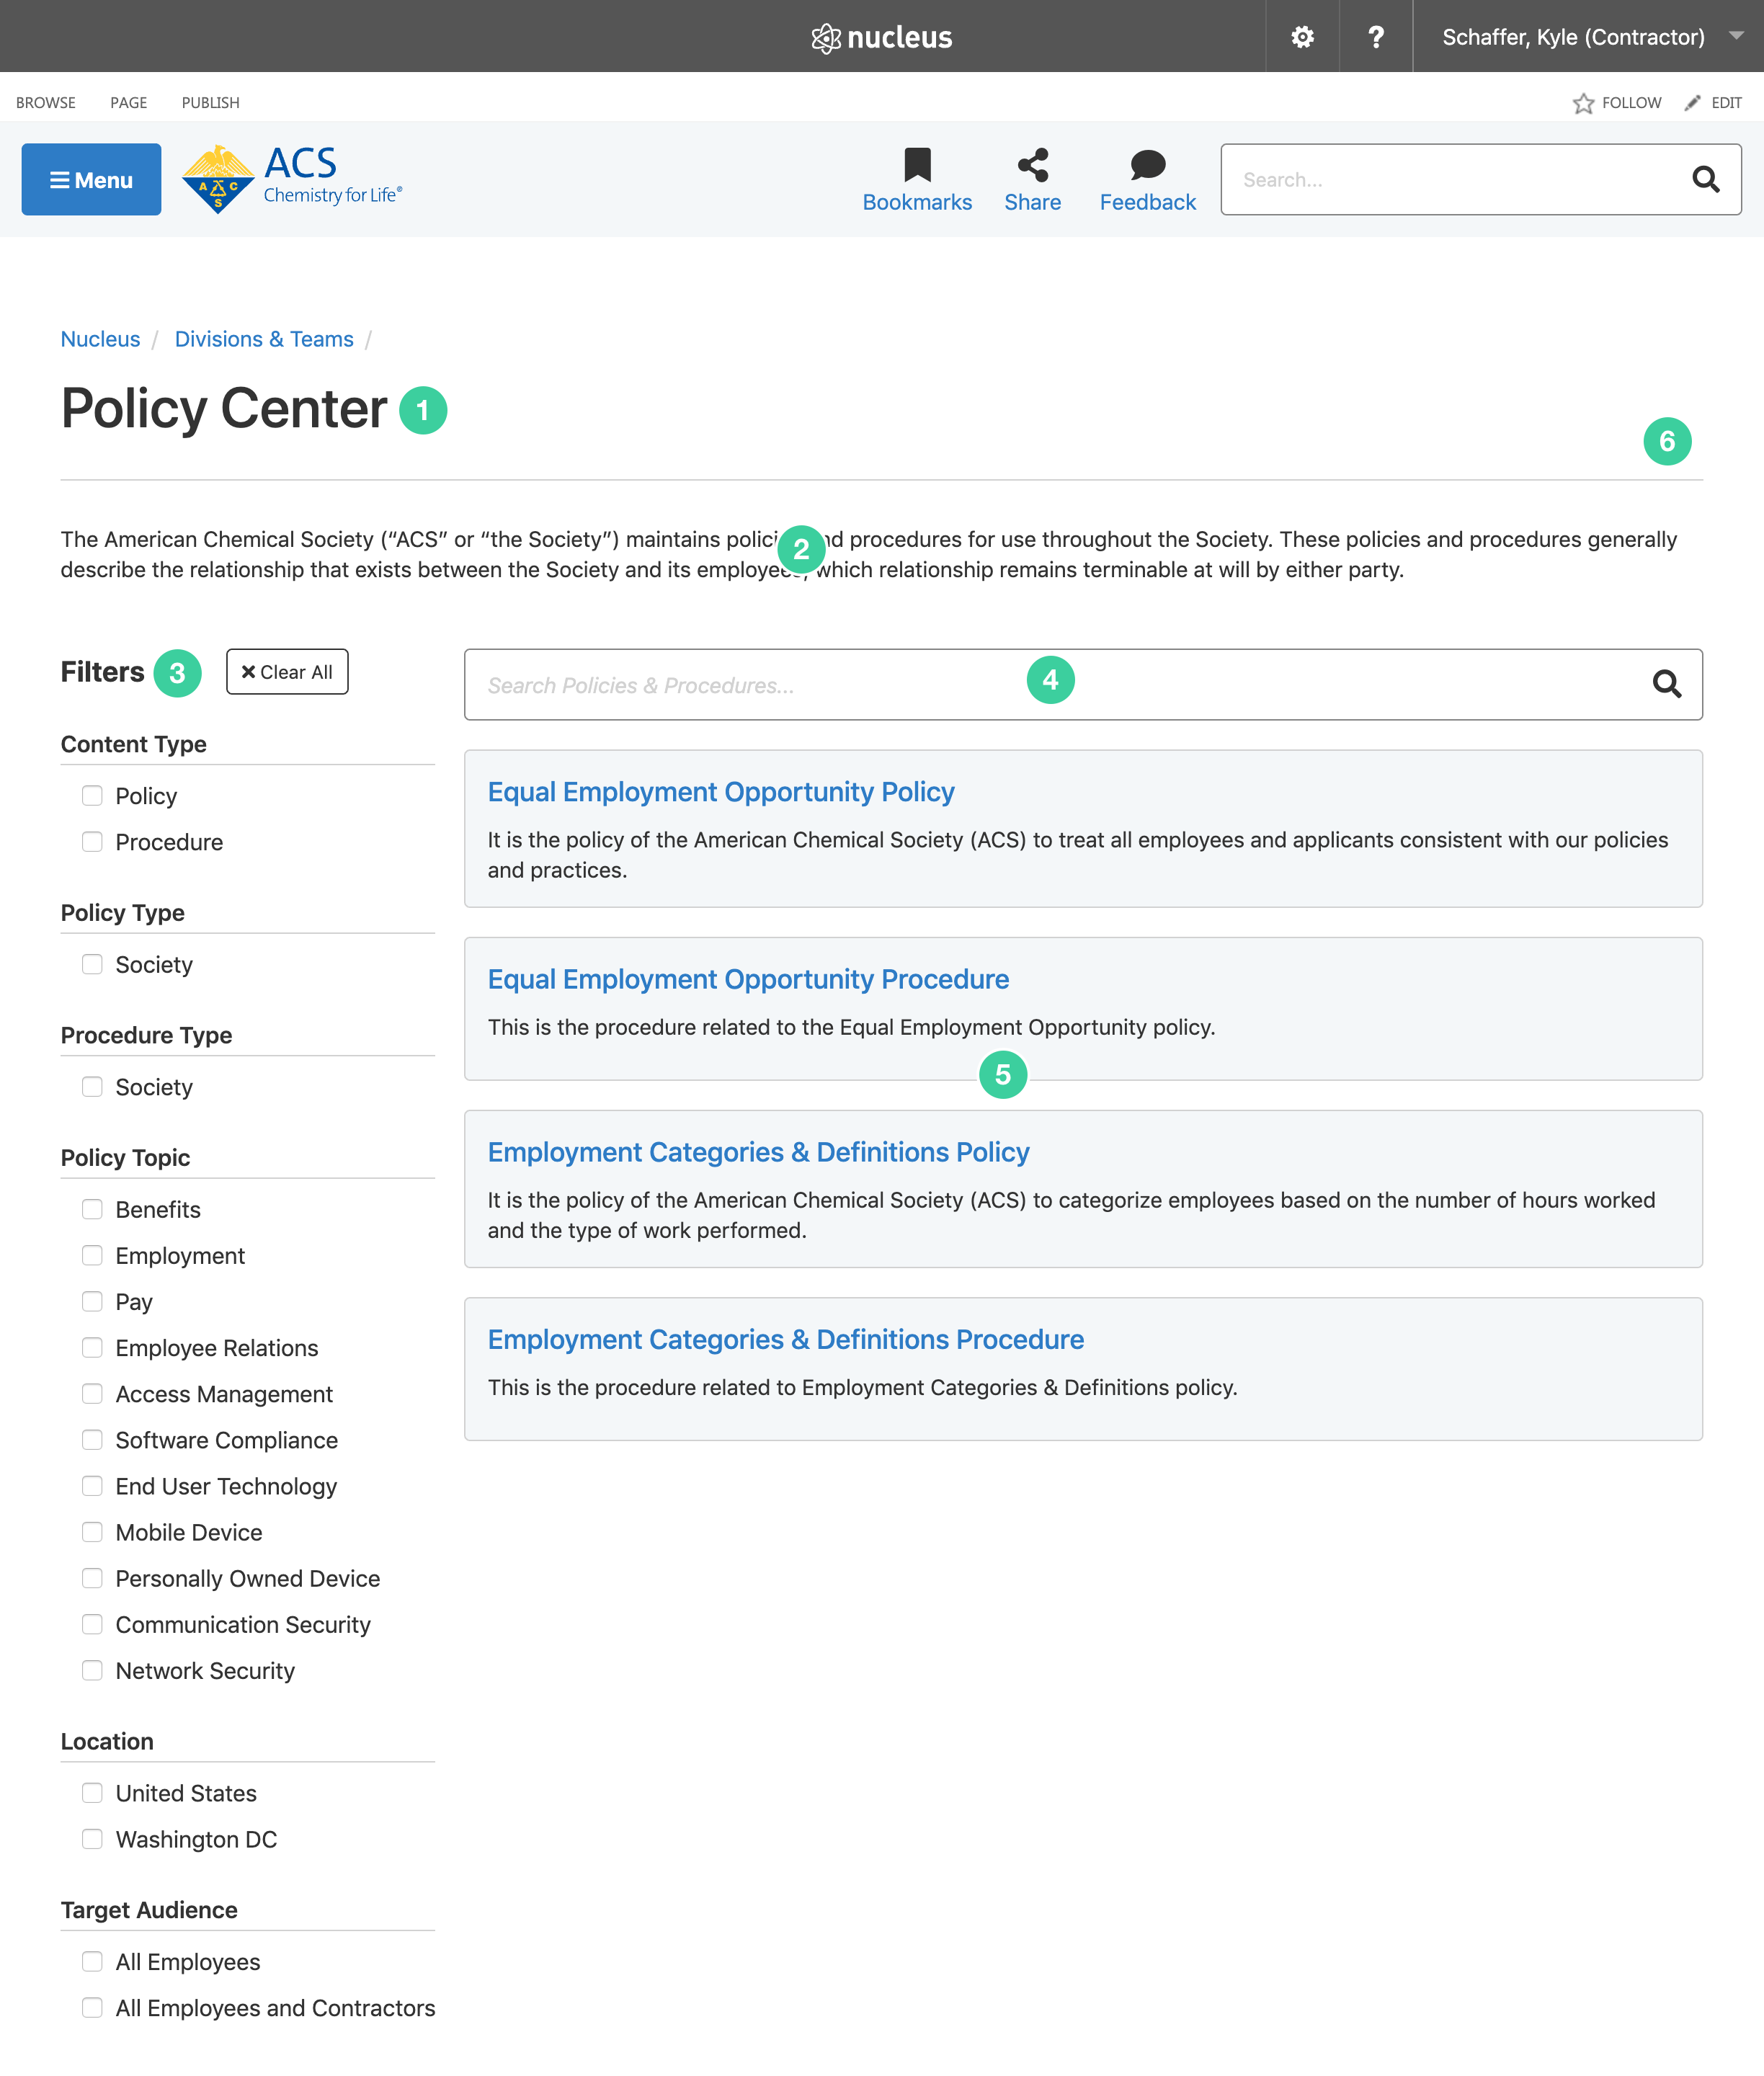 nucleus
?
Schaffer, Kyle (Contractor)
BROWSE PAGE PUBLISH
FOLLOW EDIT
Menu
A C S
S
ACS
Chemistry for Life®
Bookmarks
Share
Feedback
Search...
Nucleus / Divisions & Teams /
Policy Center 1
6
The American Chemical Society (“ACS” or “the Society”) maintains 2 procedures for use throughout the Society. These policies and procedures generally
describe the relationship that exists between the Society and its employees, which relationship remains terminable at will by either party.
Filters 3
Clear All
Search Policies & Procedures... 4
Content Type
Policy
Procedure
Policy Type
Society
Procedure Type
Society
Policy Topic
Benefits
Employment
Pay
Employee Relations
Access Management
Software Compliance
End User Technology
Mobile Device
Personally Owned Device
Communication Security
Network Security
Location
United States
Washington DC
Target Audience
All Employees
All Employees and Contractors
Equal Employment Opportunity Policy
It is the policy of the American Chemical Society (ACS) to treat all employees and applicants consistent with our policies
and practices.
Equal Employment Opportunity Procedure
This is the procedure related to the Equal Employment Opportunity policy.
5
Employment Categories & Definitions Policy
It is the policy of the American Chemical Society (ACS) to categorize employees based on the number of hours worked
and the type of work performed.
Employment Categories & Definitions Procedure
This is the procedure related to Employment Categories & Definitions policy.